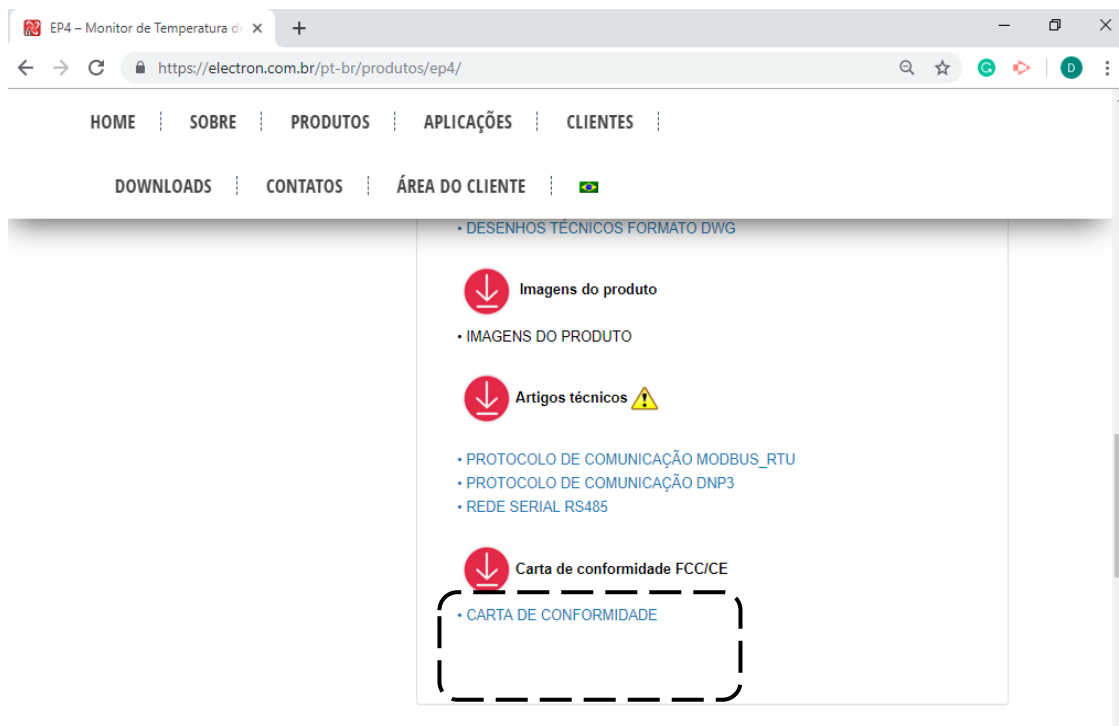 EP4 – Monitor de Temperatura d
https://electron.com.br/pt-br/produtos/ep4/
G
D
HOME
SOBRE
PRODUTOS
APLICAÇÕES
CLIENTES
DOWNLOADS
CONTATOS
ÁREA DO CLIENTE
• DESENHOS TÉCNICOS FORMATO DWG
Imagens do produto
• IMAGENS DO PRODUTO
Artigos técnicos
• PROTOCOLO DE COMUNICAÇÃO MODBUS_RTU
• PROTOCOLO DE COMUNICAÇÃO DNP3
• REDE SERIAL RS485
Carta de conformidade FCC/CE
• CARTA DE CONFORMIDADE